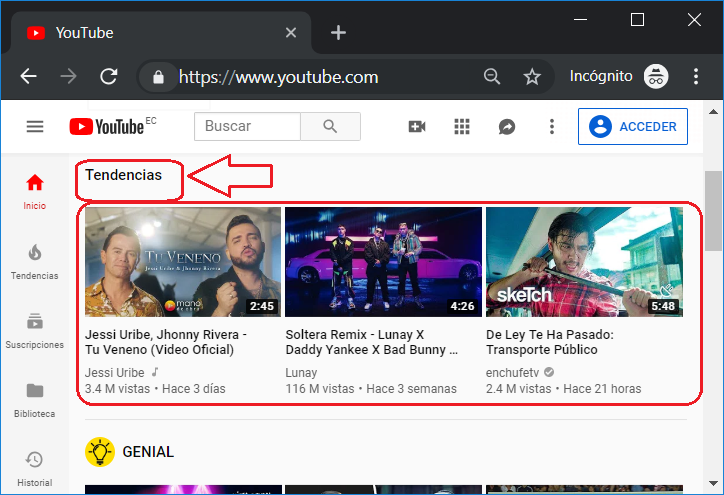 YouTube
https://www.youtube.com
Incógnito
YouTube EC
Buscar
ACCEDER
Inicio
Tendencias
Suscripciones
Biblioteca
Historial
Tendencias
TU VENENO
Jessi Uribe & Jhonny Rivera
mano
de obra
2:45
4:26
skeTch
5:48
Jessi Uribe, Jhonny Rivera -
Tu Veneno (Video Oficial)
Jessi Uribe
3.4 M vistas • Hace 3 días
Soltera Remix - Lunay X
Daddy Yankee X Bad Bunny ...
Lunay
116 M vistas • Hace 3 semanas
De Ley Te Ha Pasado:
Transporte Público
enchufetv
2.4 M vistas • Hace 21 horas
GENIAL